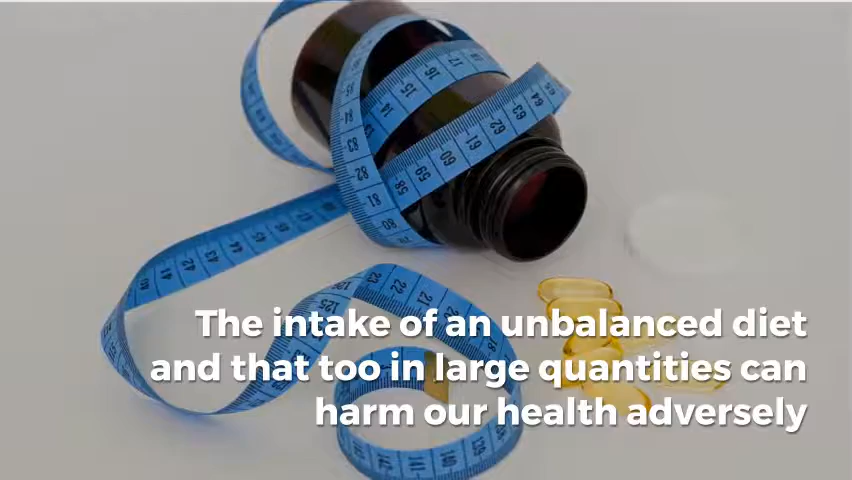 The intake of an unbalanced diet
and that too in large quantities can
harm our health adversely